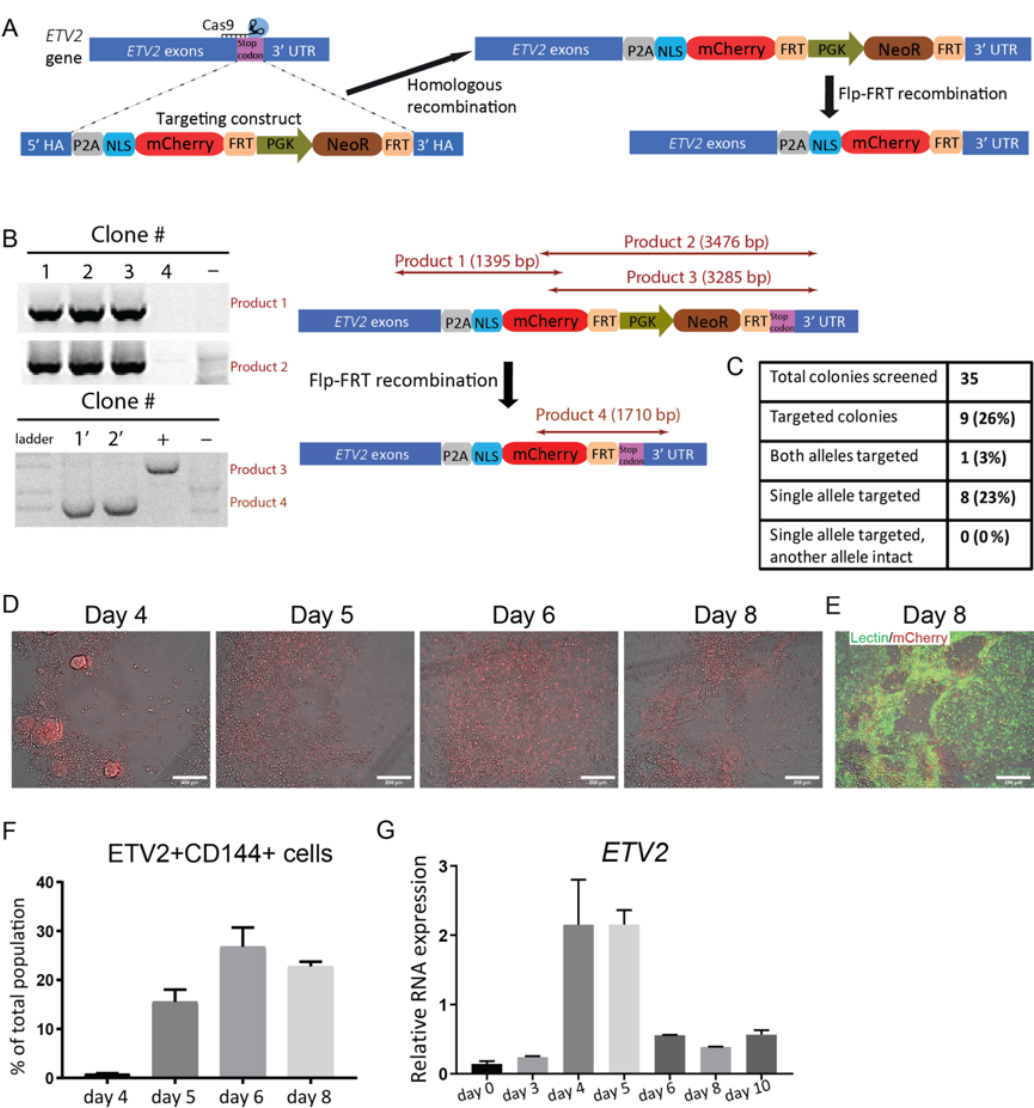 A
ETV2
gene
Cas9
ETV2 exons
Stop
codon
3' UTR
Homologous
recombination
Targeting construct
5' HA P2A NLS mCherry FRT PGK NeoR FRT 3' HA
ETV2 exons P2A NLS mCherry FRT PGK NeoR FRT 3' UTR
Flp-FRT recombination
ETV2 exons P2A NLS mCherry FRT 3' UTR
B
Clone #
1 2 3 4 –
Product 1
Product 2
Clone #
ladder 1' 2' + –
Product 3
Product 4
Product 2 (3476 bp)
Product 1 (1395 bp)
Product 3 (3285 bp)
ETV2 exons P2A NLS mCherry FRT PGK NeoR FRT Stop codon 3' UTR
Flp-FRT recombination
Product 4 (1710 bp)
ETV2 exons P2A NLS mCherry FRT Stop codon 3' UTR
C
Total colonies screened 35
Targeted colonies 9 (26%)
Both alleles targeted 1 (3%)
Single allele targeted 8 (23%)
Single allele targeted,
another allele intact 0 (0%)
D
Day 4 Day 5 Day 6 Day 8
E
Day 8
Lectin/mCherry
F
ETV2+CD144+ cells
% of total population
40
30
20
10
0
day 4 day 5 day 6 day 8
G
ETV2
Relative RNA expression
3
2
1
0
day 0 day 3 day 4 day 5 day 6 day 8 day 10